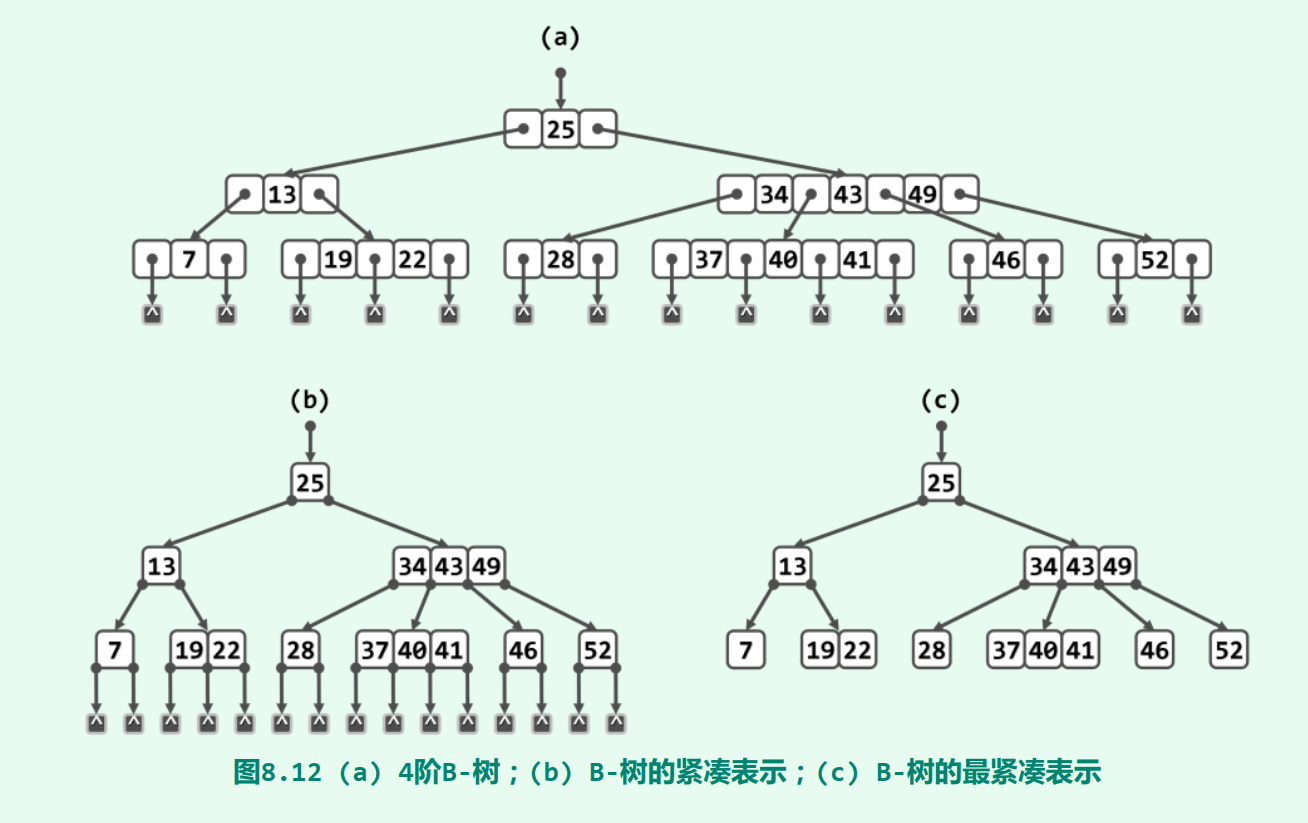 (a)
25
13 34 43 49
7 19 22 28 37 40 41 46 52
^ ^ ^ ^ ^ ^ ^ ^ ^ ^ ^ ^ ^ ^ ^
(b) (c)
25 25
13 34 43 49 13 34 43 49
7 19 22 28 37 40 41 46 52 7 19 22 28 37 40 41 46 52
^ ^ ^ ^ ^ ^ ^ ^ ^ ^ ^ ^ ^ ^ ^
图8.12 (a) 4阶B-树；(b) B-树的紧凑表示；(c) B-树的最紧凑表示